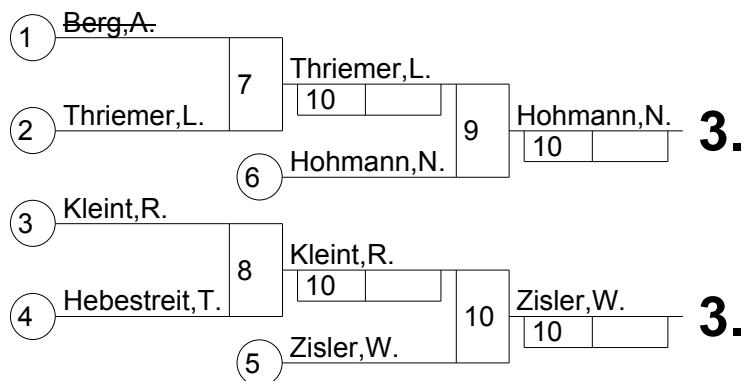 1 Berg,A.
7 Thriemer,L.
10
2 Thriemer,L.
9 Hohmann,N. 3.
10
6 Hohmann,N.
3 Kleint,R.
8 Kleint,R.
10
4 Hebestreit,T.
10 Zisler,W. 3.
10
5 Zisler,W.